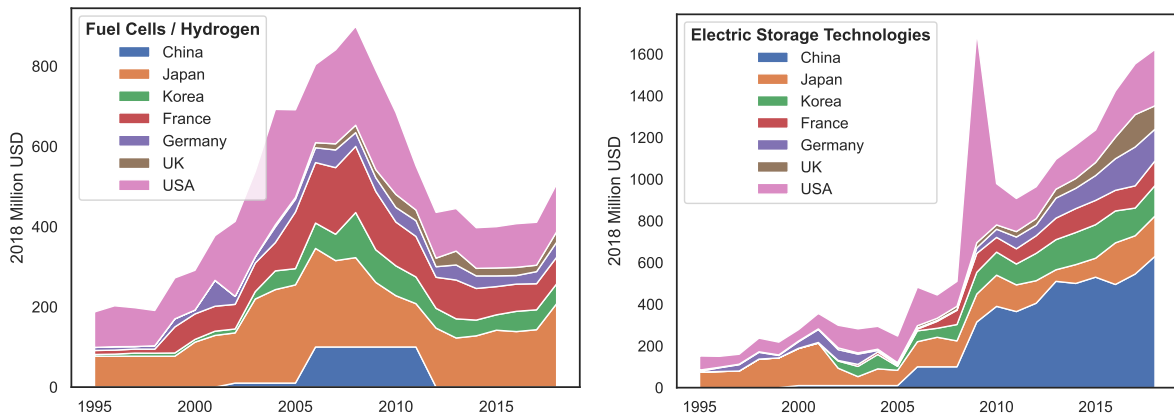 Fuel Cells / Hydrogen
China
Japan
Korea
France
Germany
UK
USA
2018 Million USD
800
600
400
200
0
1995 2000 2005 2010 2015
Electric Storage Technologies
China
Japan
Korea
France
Germany
UK
USA
2018 Million USD
1600
1400
1200
1000
800
600
400
200
0
1995 2000 2005 2010 2015